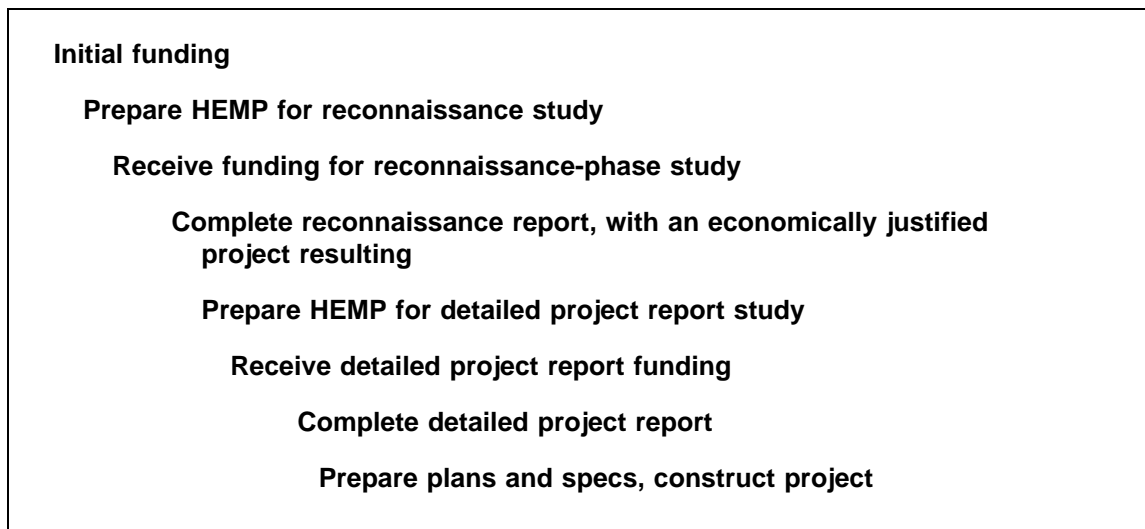 Initial funding
Prepare HEMP for reconnaissance study
Receive funding for reconnaissance-phase study
Complete reconnaissance report, with an economically justified
project resulting
Prepare HEMP for detailed project report study
Receive detailed project report funding
Complete detailed project report
Prepare plans and specs, construct project